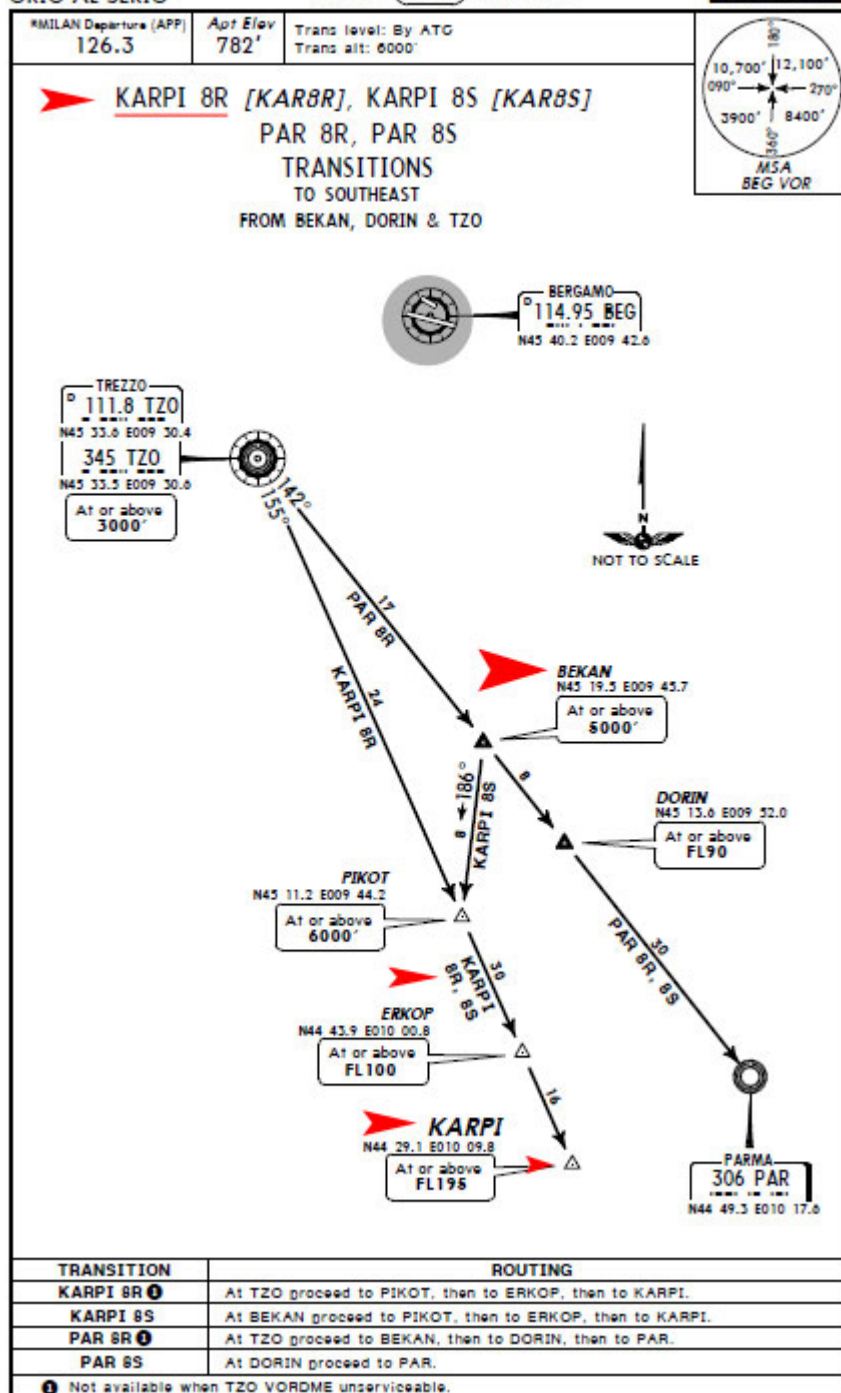 *MILAN Departure (APP)
126.3
Apt Elev
782'
Trans level: By ATC
Trans alt: 6000'
180°
10,700' 12,100'
090° 270°
3900' 8400'
360°
MSA
BEG VOR
KARPI 8R [KAR8R], KARPI 8S [KAR8S]
PAR 8R, PAR 8S
TRANSITIONS
TO SOUTHEAST
FROM BEKAN, DORIN & TZO
BERGAMO
D 114.95 BEG
N45 40.2 E009 42.6
TREZZO
D 111.8 TZO
N45 33.6 E009 30.4
345 TZO
N45 33.5 E009 30.6
At or above
3000'
142°
155°
N
NOT TO SCALE
17
PAR 8R
24
KARPI 8R
BEKAN
N45 19.5 E009 45.7
At or above
5000'
8
186°
8
KARPI 8S
DORIN
N45 13.6 E009 52.0
At or above
FL90
PIKOT
N45 11.2 E009 44.2
At or above
6000'
30
PAR 8R, 8S
30
KARPI
8R, 8S
ERKOP
N44 43.9 E010 00.8
At or above
FL100
16
KARPI
N44 29.1 E010 09.8
At or above
FL195
PARMA
306 PAR
N44 49.3 E010 17.6
TRANSITION ROUTING
KARPI 8R ❶ At TZO proceed to PIKOT, then to ERKOP, then to KARPI.
KARPI 8S At BEKAN proceed to PIKOT, then to ERKOP, then to KARPI.
PAR 8R ❶ At TZO proceed to BEKAN, then to DORIN, then to PAR.
PAR 8S At DORIN proceed to PAR.
❶ Not available when TZO VORDME unserviceable.